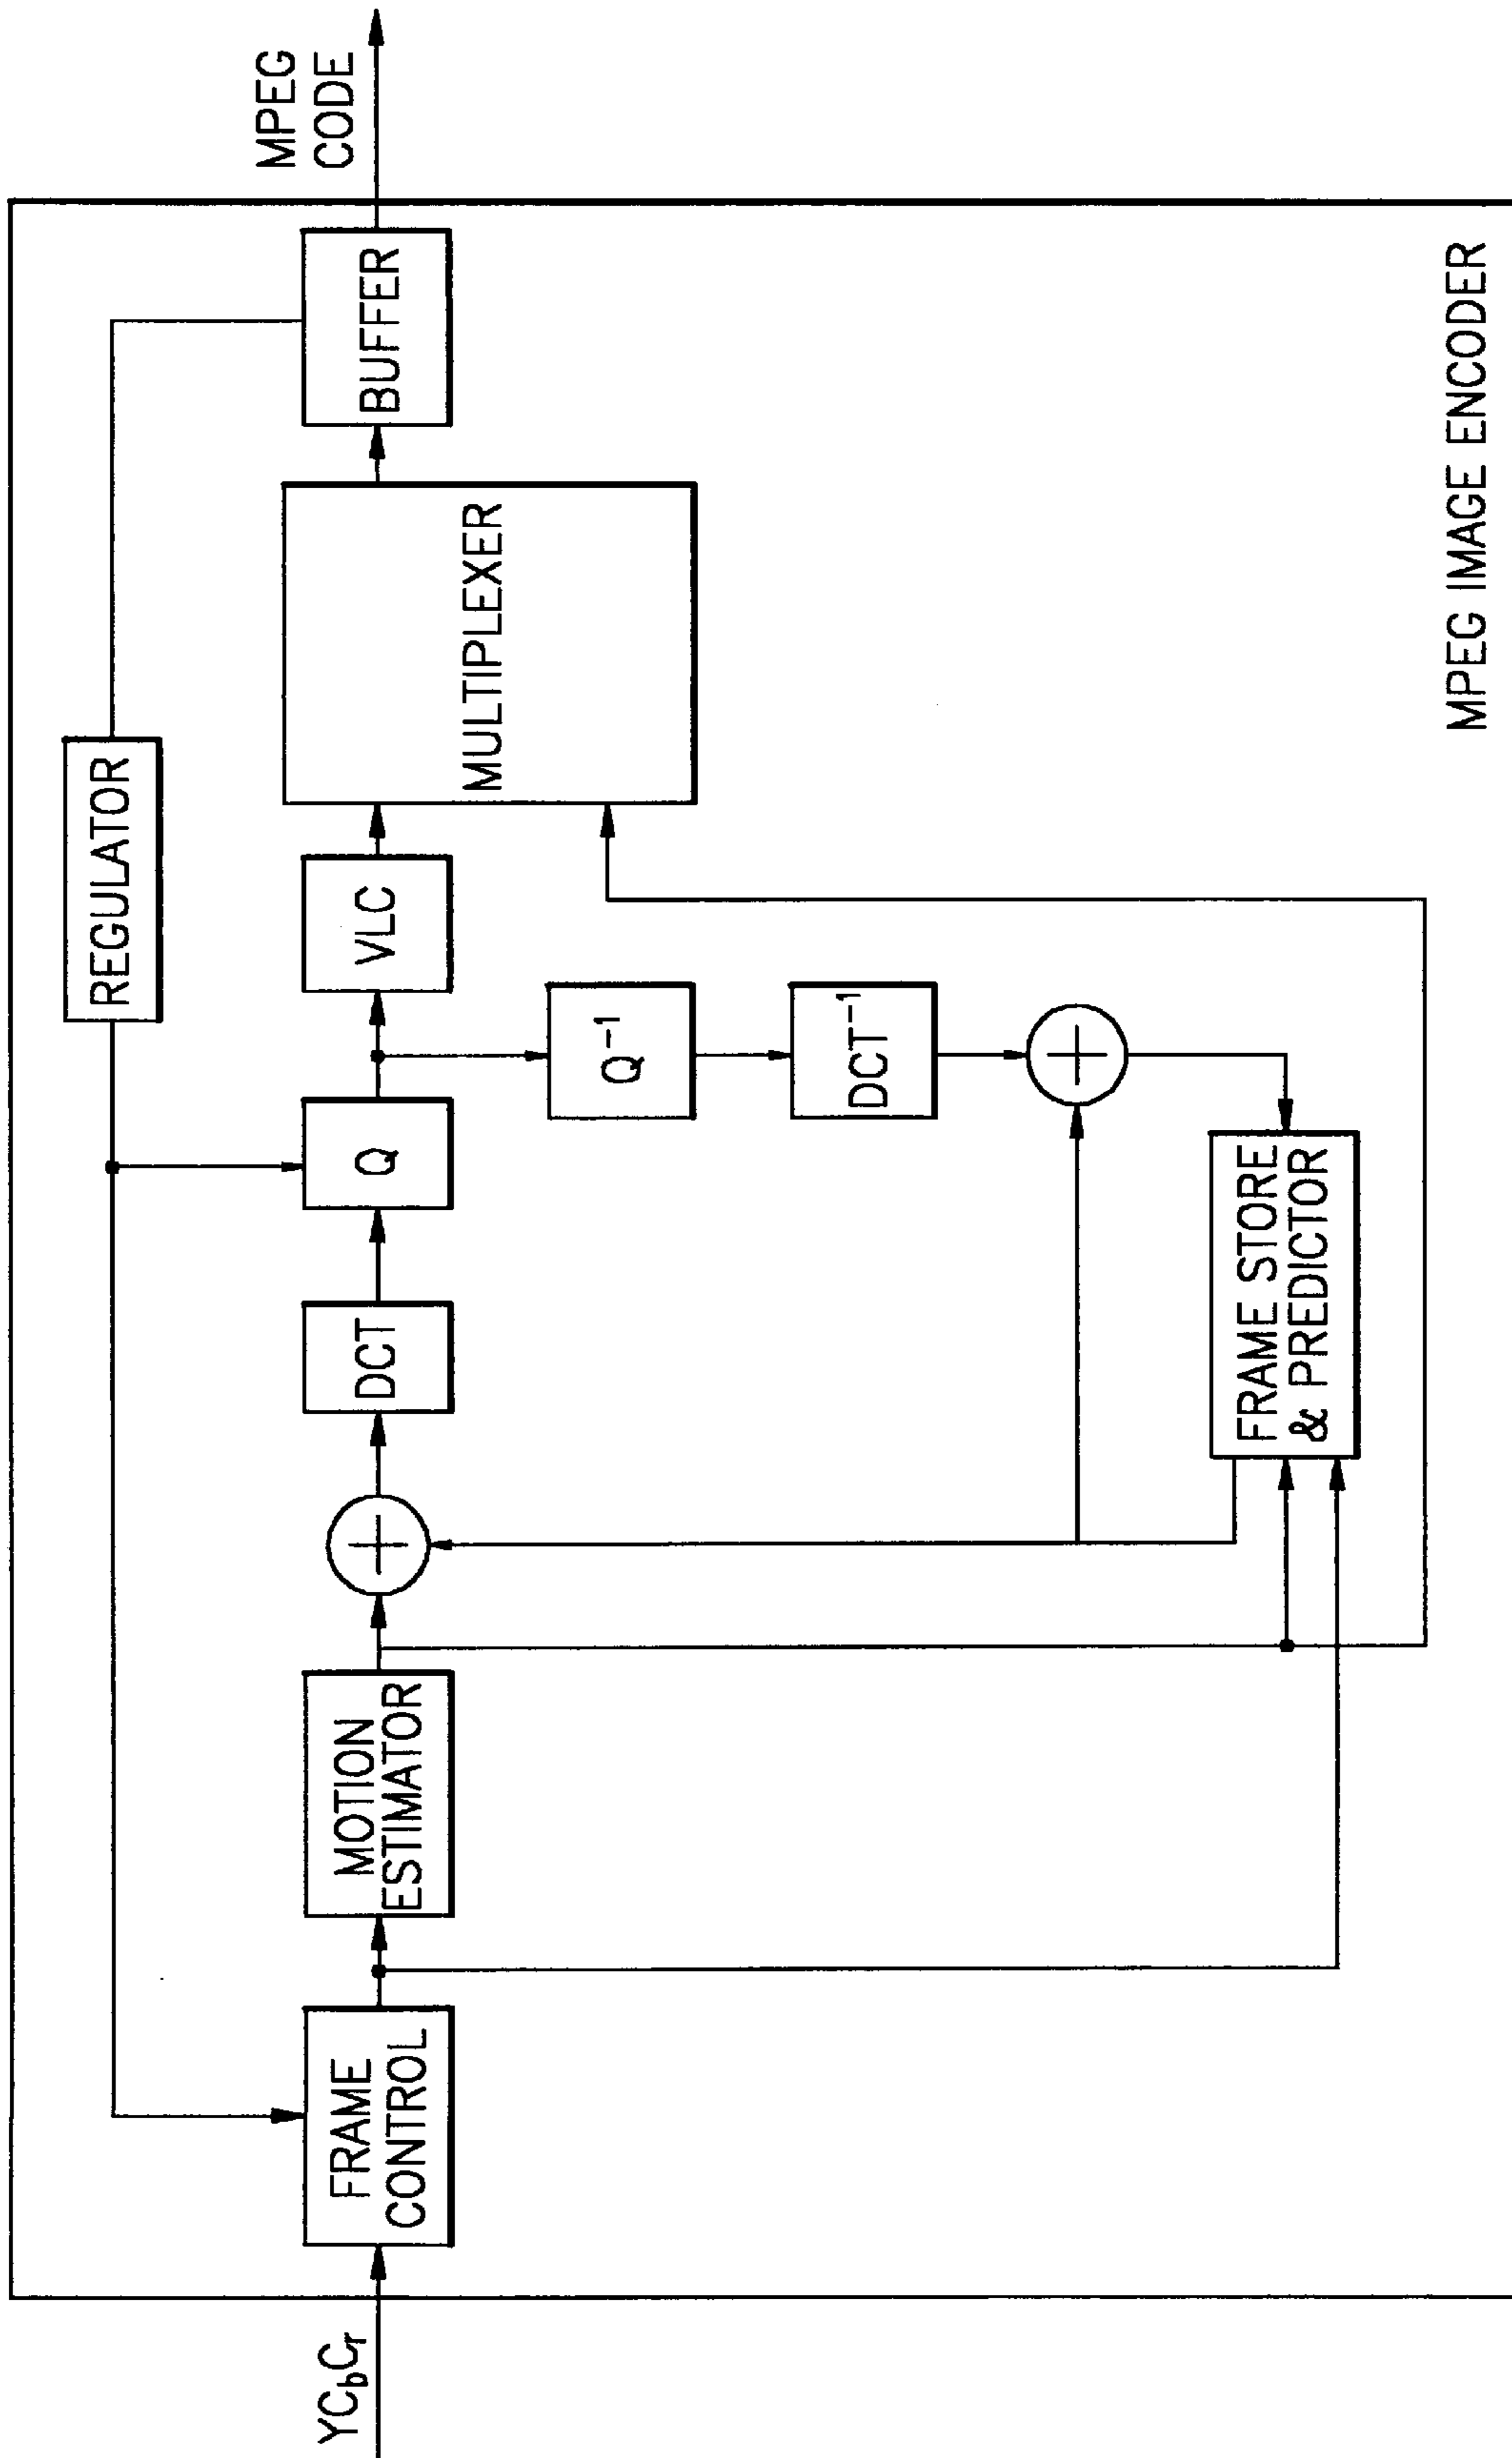 YCbCr
FRAME
CONTROL
MOTION
ESTIMATOR
DCT
Q
VLC
MULTIPLEXER
BUFFER
MPEG
CODE
REGULATOR
Q⁻¹
DCT⁻¹
FRAME STORE
& PREDICTOR
MPEG IMAGE ENCODER